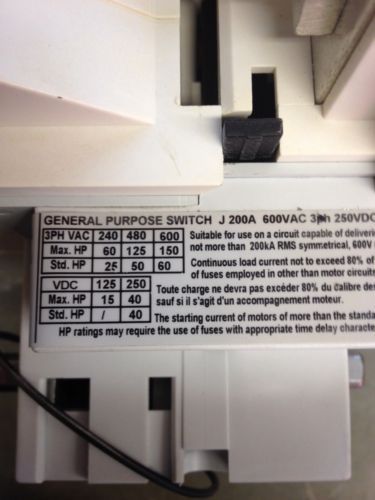 GENERAL PURPOSE SWITCH J 200A 600VAC 3ph 250VDC
3PH VAC 240 480 600 Suitable for use on a circuit capable of
Max. HP 60 125 150 not more than 200kA RMS symmetrical, 600V
Std. HP 25 50 60 Continuous load current not to exceed 80% of
of fuses employed in other than motor
VDC 125 250 Toute charge ne devra pas excéder 80% du calibre des
Max. HP 15 40 sauf si il s'agit d'un accompagnement moteur.
Std. HP / 40 The starting current of motors of more than the
HP ratings may require the use of fuses with appropriate time delay